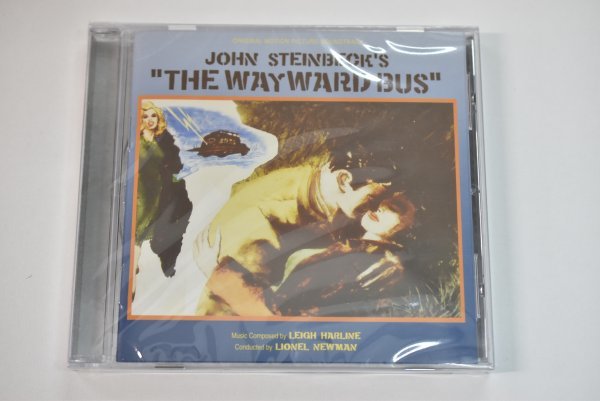 ORIGINAL MOTION PICTURE SOUNDTRACK
JOHN STEINBECK'S
"THE WAYWARD BUS"
Music Composed by LEIGH HARLINE
Conducted by LIONEL NEWMAN